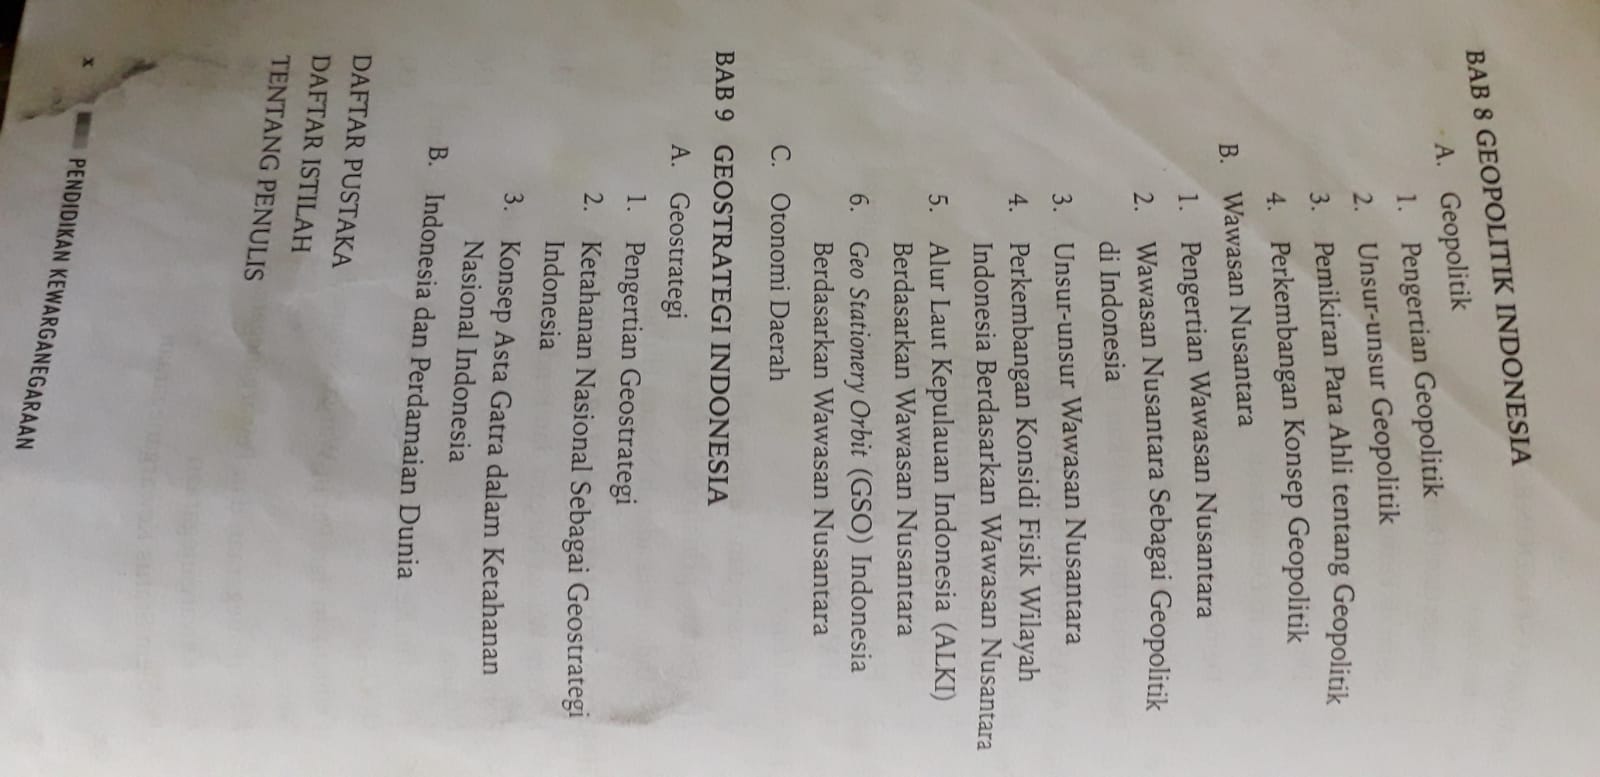 BAB 8 GEOPOLITIK INDONESIA
A. Geopolitik
1. Pengertian Geopolitik
2. Unsur-unsur Geopolitik
3. Pemikiran Para Ahli tentang Geopolitik
4. Perkembangan Konsep Geopolitik
B. Wawasan Nusantara
1. Pengertian Wawasan Nusantara
2. Wawasan Nusantara Sebagai Geopolitik
di Indonesia
3. Unsur-unsur Wawasan Nusantara
4. Perkembangan Konsidi Fisik Wilayah
Indonesia Berdasarkan Wawasan Nusantara
5. Alur Laut Kepulauan Indonesia (ALKI)
Berdasarkan Wawasan Nusantara
6. Geo Stationery Orbit (GSO) Indonesia
Berdasarkan Wawasan Nusantara
C. Otonomi Daerah
BAB 9 GEOSTRATEGI INDONESIA
A. Geostrategi
1. Pengertian Geostrategi
2. Ketahanan Nasional Sebagai Geostrategi
Indonesia
3. Konsep Asta Gatra dalam Ketahanan
Nasional Indonesia
B. Indonesia dan Perdamaian Dunia
DAFTAR PUSTAKA
DAFTAR ISTILAH
TENTANG PENULIS
x PENDIDIKAN KEWARGANEGARAAN